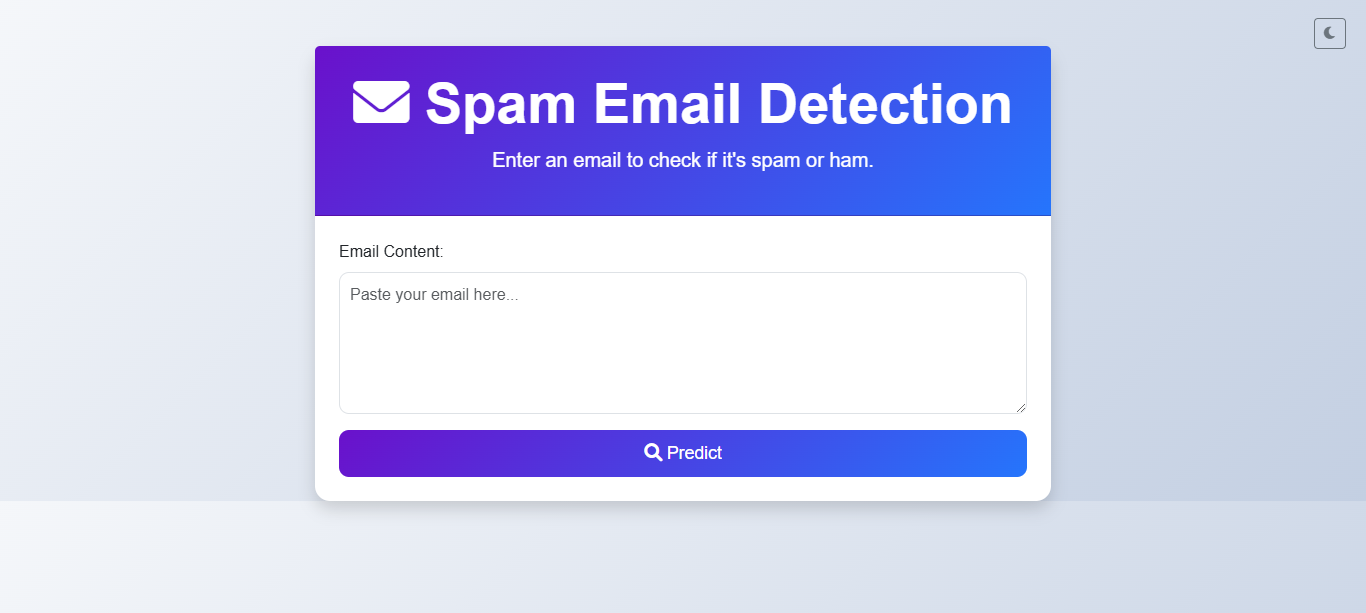 Spam Email Detection
Enter an email to check if it's spam or ham.
Email Content:
Paste your email here...
Predict